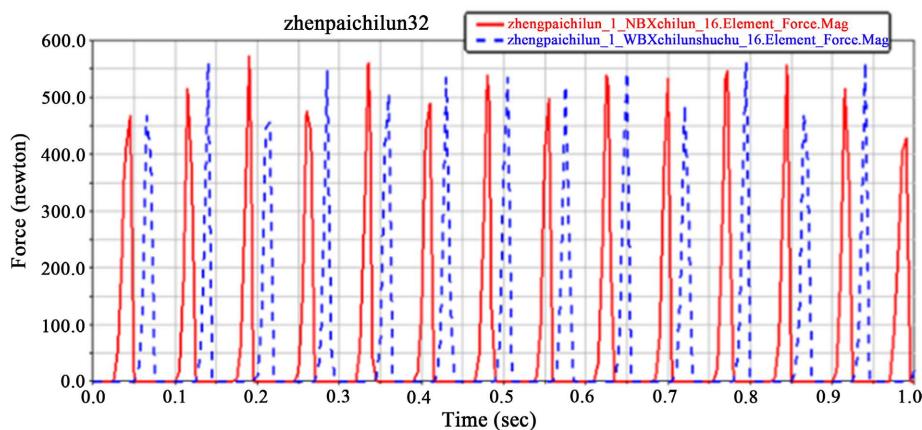 zhenpaichilun32
zhengpaichilun_1_NBXchilun_16.Element_Force.Mag
zhengpaichilun_1_WBXchilunshuchu_16.Element_Force.Mag
600.0
500.0
400.0
300.0
200.0
100.0
0.0
Force (newton)
0.0 0.1 0.2 0.3 0.4 0.5 0.6 0.7 0.8 0.9 1.0
Time (sec)